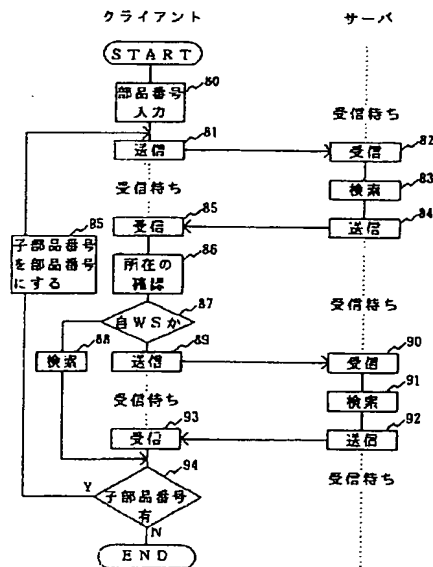 クライアント
サーバ
START
部品番号
入力
80
受信待ち
送信
81
受信
82
受信待ち
検索
83
送信
84
受信
85
子部品番号
を部品番号
にする
85
所在の
確認
86
受信待ち
自WSか
87
検索
88
送信
89
受信
90
検索
91
受信待ち
受信
93
送信
92
受信待ち
子部品番号
有
94
Y
N
END